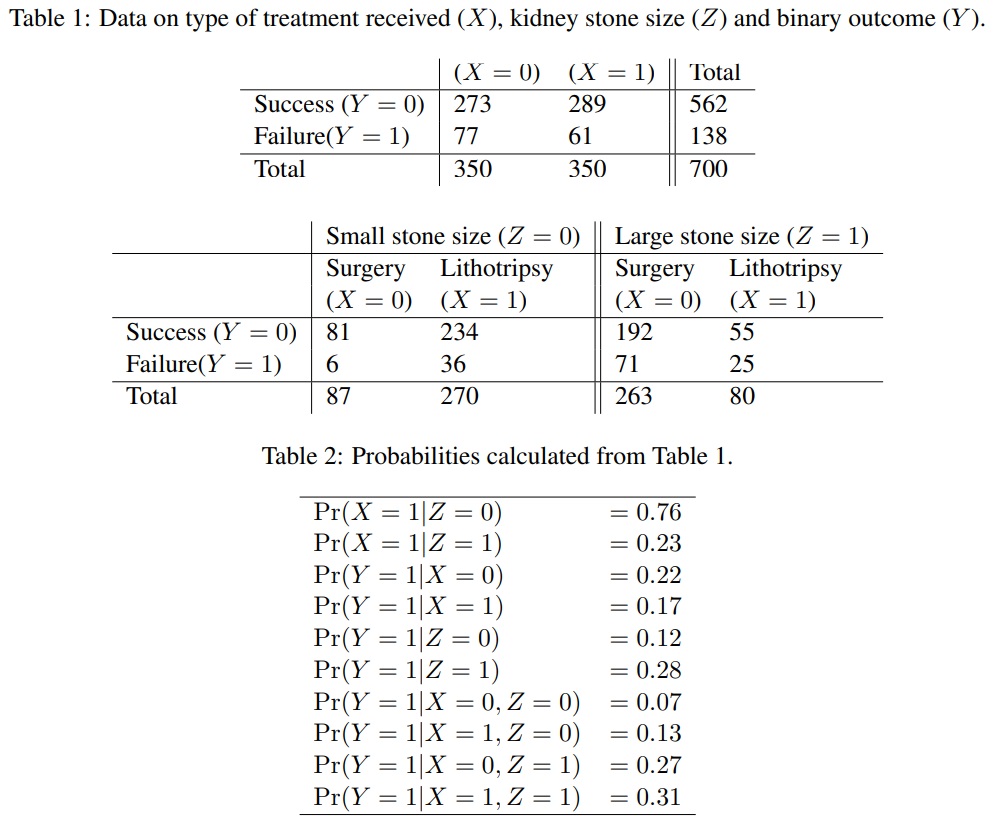 Table 1: Data on type of treatment received (X), kidney stone size (Z) and binary outcome (Y).
(X = 0) (X = 1) Total
Success (Y = 0) 273 289 562
Failure(Y = 1) 77 61 138
Total 350 350 700
Small stone size (Z = 0) Large stone size (Z = 1)
Surgery Lithotripsy Surgery Lithotripsy
(X = 0) (X = 1) (X = 0) (X = 1)
Success (Y = 0) 81 234 192 55
Failure(Y = 1) 6 36 71 25
Total 87 270 263 80
Table 2: Probabilities calculated from Table 1.
Pr(X = 1|Z = 0) = 0.76
Pr(X = 1|Z = 1) = 0.23
Pr(Y = 1|X = 0) = 0.22
Pr(Y = 1|X = 1) = 0.17
Pr(Y = 1|Z = 0) = 0.12
Pr(Y = 1|Z = 1) = 0.28
Pr(Y = 1|X = 0, Z = 0) = 0.07
Pr(Y = 1|X = 1, Z = 0) = 0.13
Pr(Y = 1|X = 0, Z = 1) = 0.27
Pr(Y = 1|X = 1, Z = 1) = 0.31